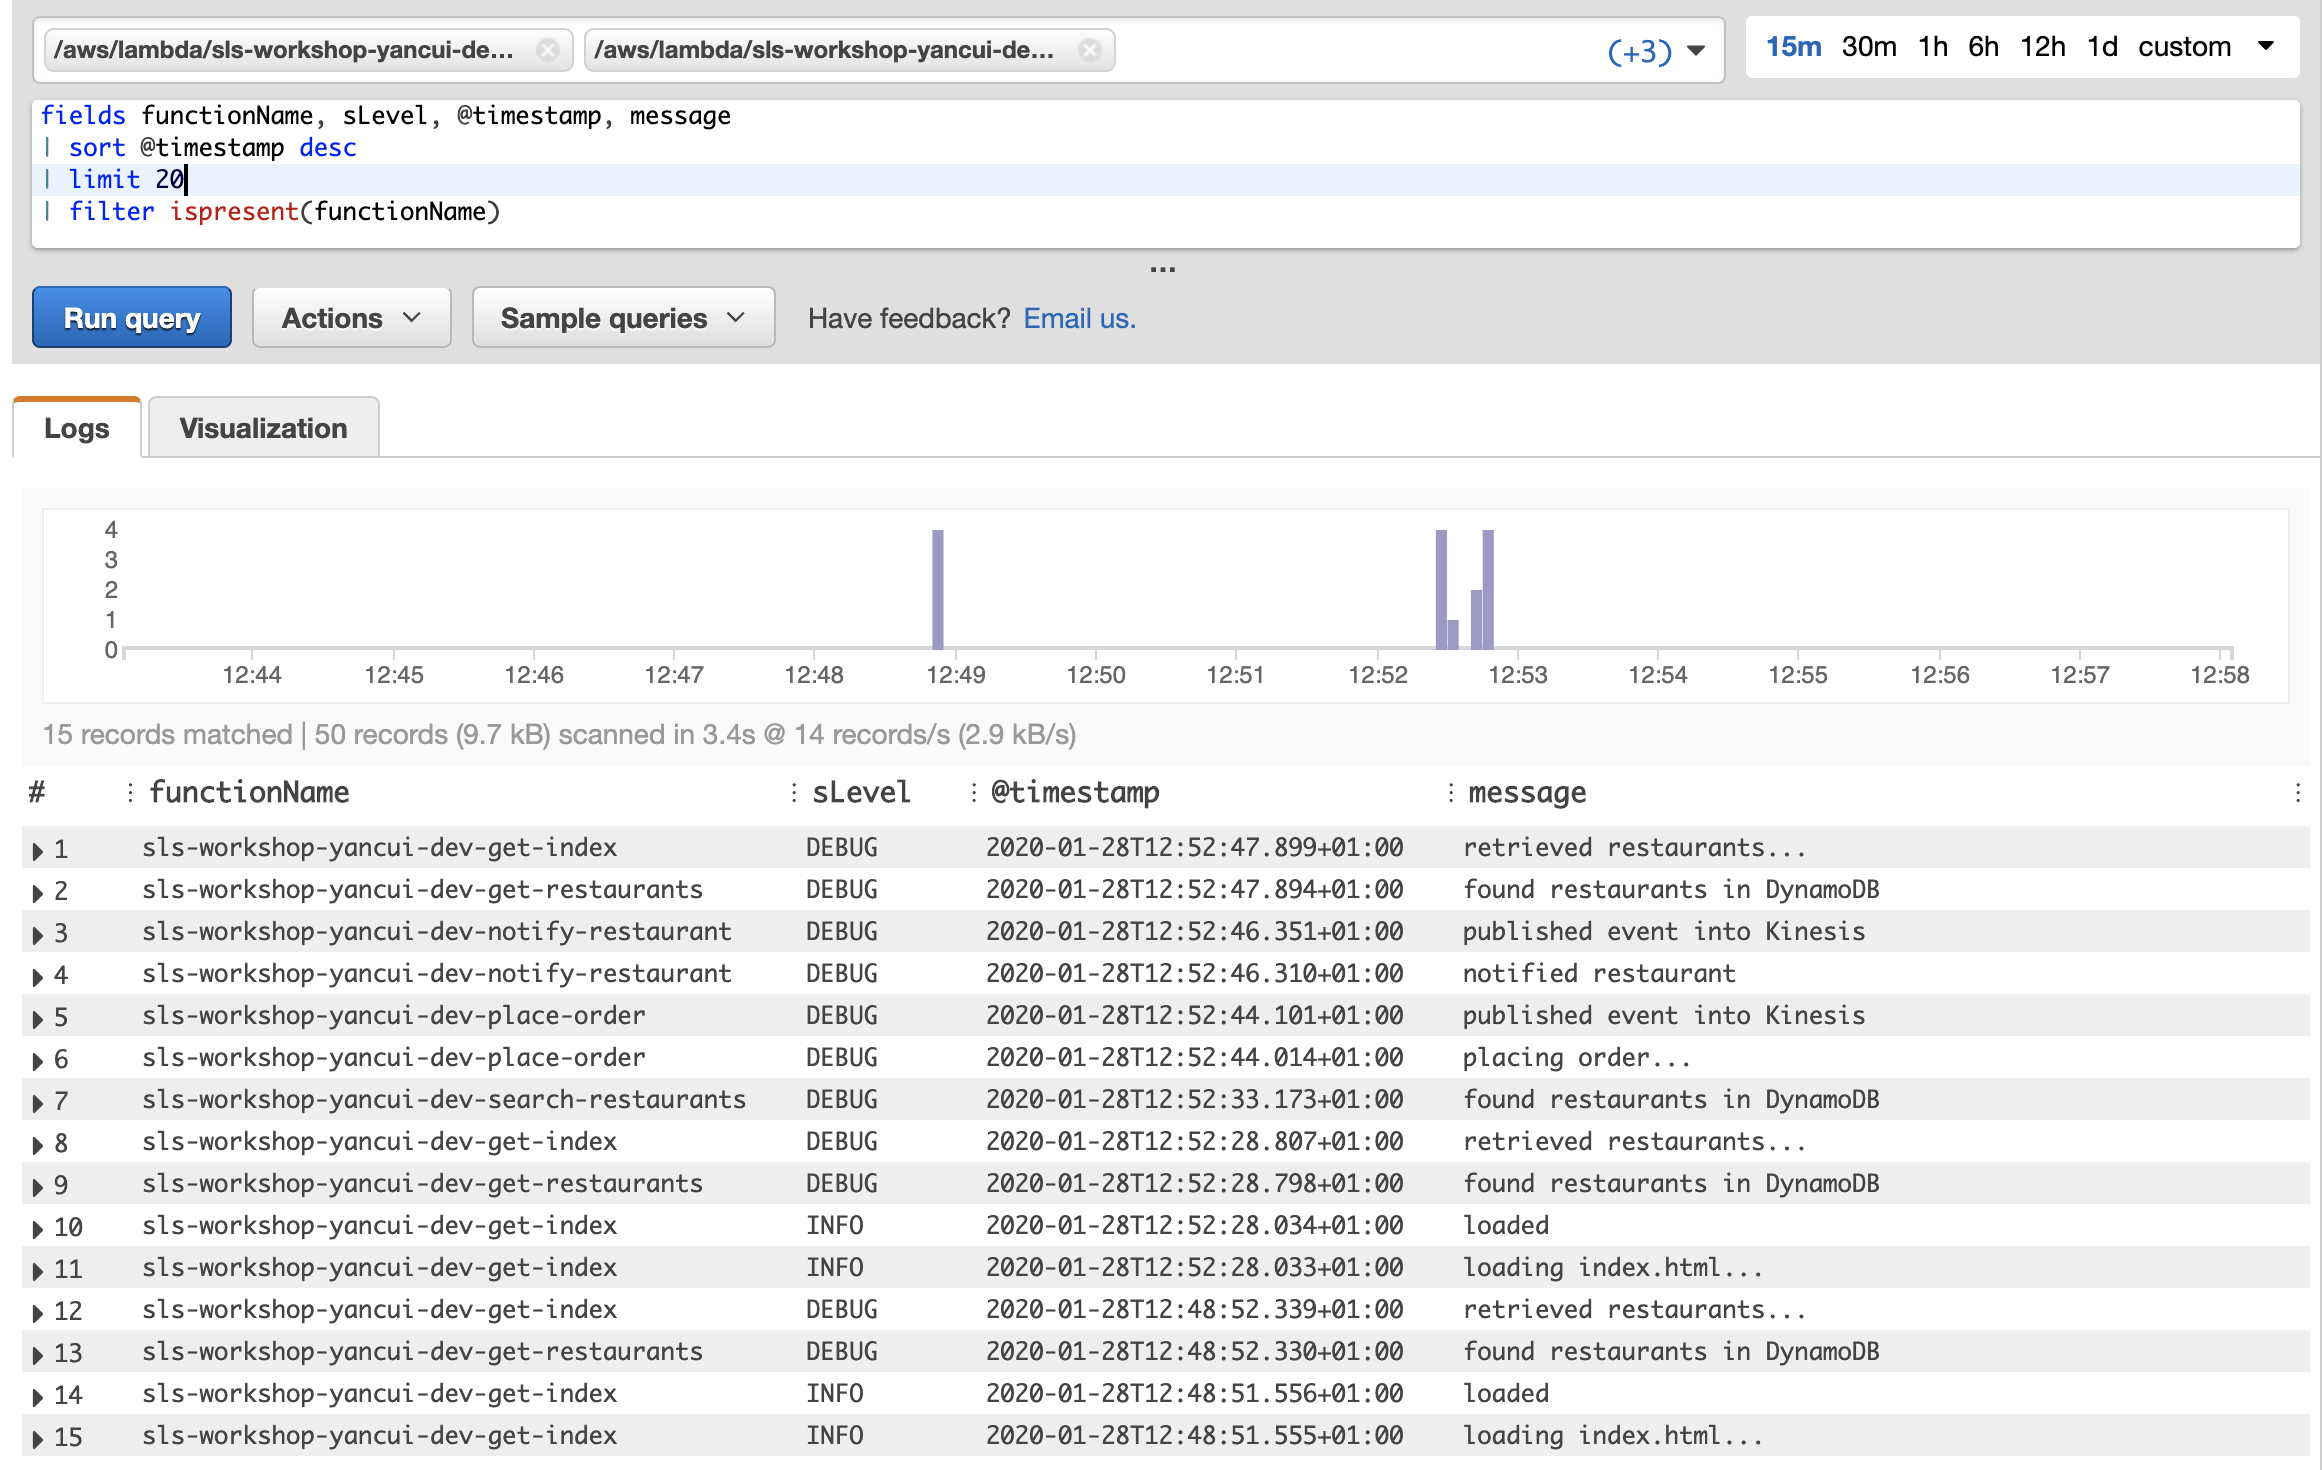 /aws/lambda/sls-workshop-yancui-de... /aws/lambda/sls-workshop-yancui-de... (+3) 15m 30m 1h 6h 12h 1d custom
fields functionName, sLevel, @timestamp, message
| sort @timestamp desc
| limit 20
| filter ispresent(functionName)
...
Run query Actions Sample queries Have feedback? Email us.
Logs Visualization
4
3
2
1
0
12:44 12:45 12:46 12:47 12:48 12:49 12:50 12:51 12:52 12:53 12:54 12:55 12:56 12:57 12:58
15 records matched | 50 records (9.7 kB) scanned in 3.4s @ 14 records/s (2.9 kB/s)
# functionName sLevel @timestamp message
1 sls-workshop-yancui-dev-get-index DEBUG 2020-01-28T12:52:47.899+01:00 retrieved restaurants...
2 sls-workshop-yancui-dev-get-restaurants DEBUG 2020-01-28T12:52:47.894+01:00 found restaurants in DynamoDB
3 sls-workshop-yancui-dev-notify-restaurant DEBUG 2020-01-28T12:52:46.351+01:00 published event into Kinesis
4 sls-workshop-yancui-dev-notify-restaurant DEBUG 2020-01-28T12:52:46.310+01:00 notified restaurant
5 sls-workshop-yancui-dev-place-order DEBUG 2020-01-28T12:52:44.101+01:00 published event into Kinesis
6 sls-workshop-yancui-dev-place-order DEBUG 2020-01-28T12:52:44.014+01:00 placing order...
7 sls-workshop-yancui-dev-search-restaurants DEBUG 2020-01-28T12:52:33.173+01:00 found restaurants in DynamoDB
8 sls-workshop-yancui-dev-get-index DEBUG 2020-01-28T12:52:28.807+01:00 retrieved restaurants...
9 sls-workshop-yancui-dev-get-restaurants DEBUG 2020-01-28T12:52:28.798+01:00 found restaurants in DynamoDB
10 sls-workshop-yancui-dev-get-index INFO 2020-01-28T12:52:28.034+01:00 loaded
11 sls-workshop-yancui-dev-get-index INFO 2020-01-28T12:52:28.033+01:00 loading index.html...
12 sls-workshop-yancui-dev-get-index DEBUG 2020-01-28T12:48:52.339+01:00 retrieved restaurants...
13 sls-workshop-yancui-dev-get-restaurants DEBUG 2020-01-28T12:48:52.330+01:00 found restaurants in DynamoDB
14 sls-workshop-yancui-dev-get-index INFO 2020-01-28T12:48:51.556+01:00 loaded
15 sls-workshop-yancui-dev-get-index INFO 2020-01-28T12:48:51.555+01:00 loading index.html...